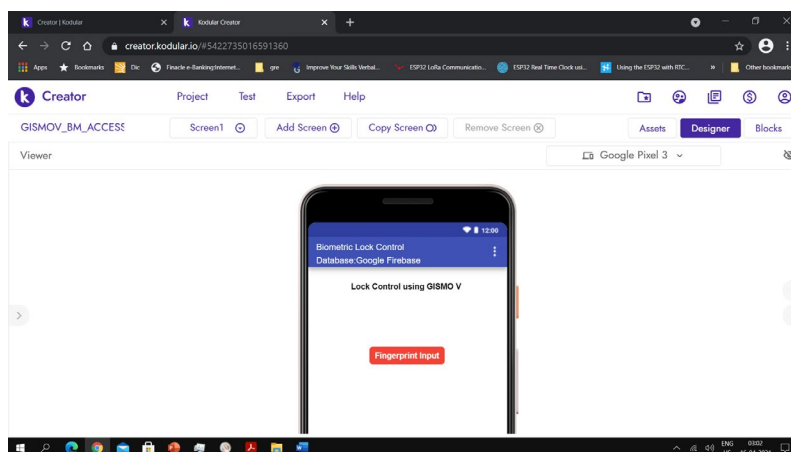 Creator | Kodular
Kodular Creator
creator.kodular.io/#5422735016591360
Apps Bookmarks Dic Finacle e-Banking:Internet... gre Improve Your Skills Verbal... ESP32 LoRa Communicatio... ESP32 Real Time Clock usi... Using the ESP32 with RTC... » Other bookmarks
Creator Project Test Export Help
GISMOV_BM_ACCESS Screen1 Add Screen Copy Screen Remove Screen Assets Designer Blocks
Viewer Google Pixel 3
12:00
Biometric Lock Control
Database:Google Firebase
Lock Control using GISMO V
Fingerprint Input
ENG 03:02